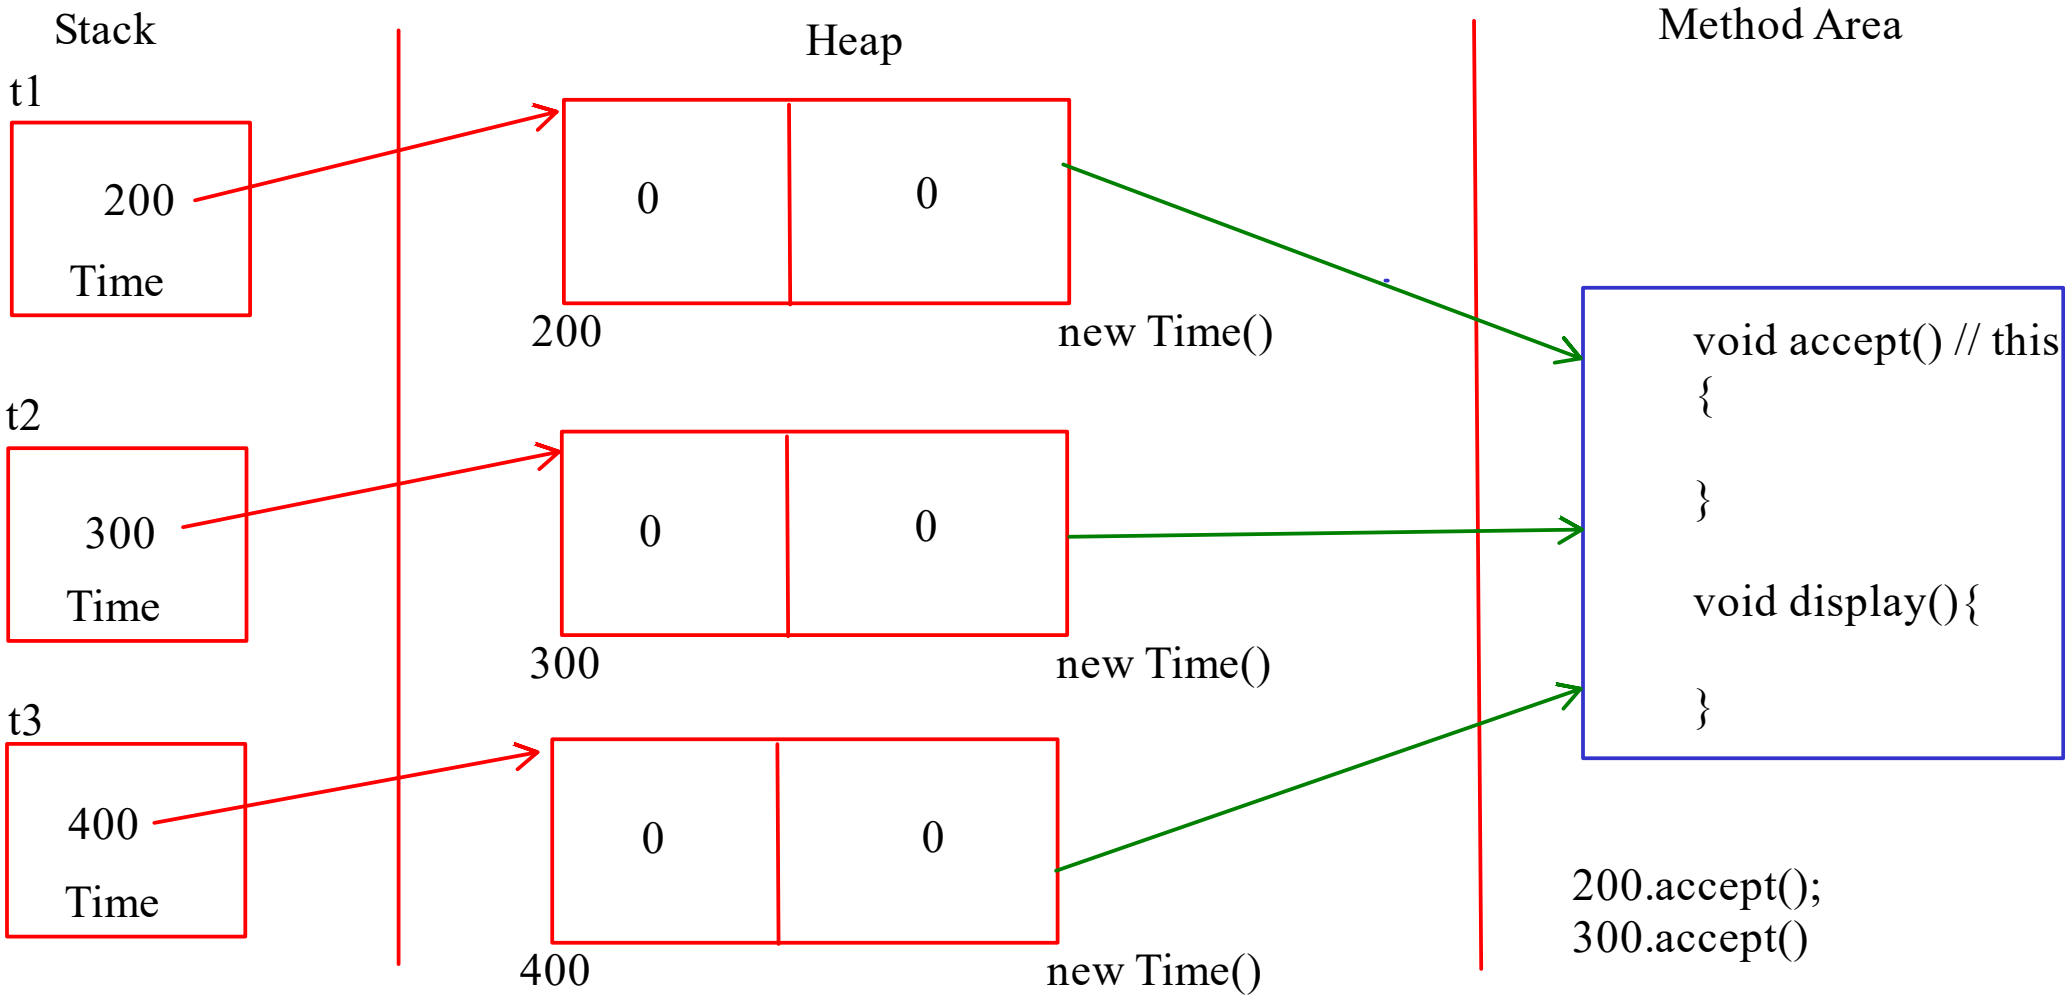 Stack
Heap
Method Area
t1
200
Time
0
0
200
new Time()
t2
300
Time
0
0
300
new Time()
t3
400
Time
0
0
400
new Time()
void accept() // this
{
}
void display(){
}
200.accept();
300.accept()